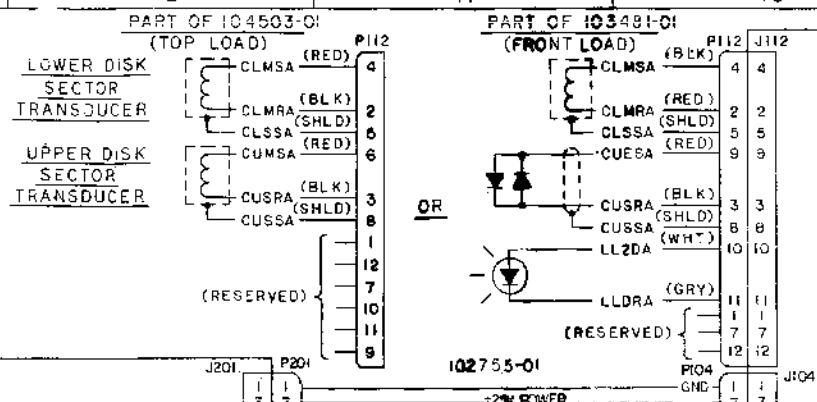 PART OF 104503-01
(TOP LOAD)
P112
LOWER DISK
SECTOR
TRANSDUCER
CLMSA (RED) 4
CLMRA (BLK) 2
CLSSA (SHLD) 5
UPPER DISK
SECTOR
TRANSDUCER
CUMSA (RED) 6
CUSRA (BLK) 3
CUSSA (SHLD) 8
(RESERVED)
1
12
7
10
11
9
OR
PART OF 103481-01
(FRONT LOAD)
P112 J112
CLMSA (BLK) 4 4
CLMRA (RED) 2 2
CLSSA (SHLD) 5 5
CUESA (RED) 9 9
CUSRA (BLK) 3 3
CUSSA (SHLD) 8 8
LL2DA (WHT) 10 10
LLDRA (GRY) 11 11
(RESERVED)
1 1
7 7
12 12
102755-01
J201 P201
1 1
P104 J104
GND 1 1
POWER